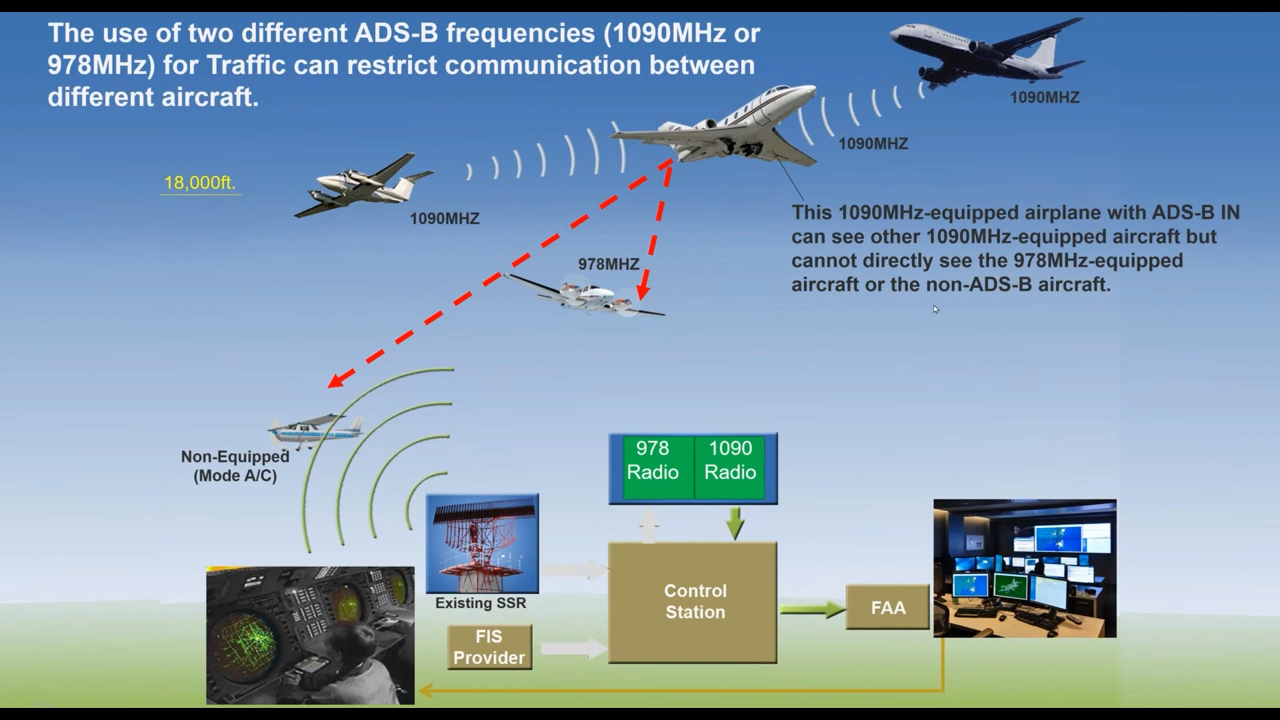 The use of two different ADS-B frequencies (1090MHz or
978MHz) for Traffic can restrict communication between
different aircraft.
1090MHZ
1090MHZ
18,000ft.
1090MHZ
This 1090MHz-equipped airplane with ADS-B IN
can see other 1090MHz-equipped aircraft but
cannot directly see the 978MHz-equipped
aircraft or the non-ADS-B aircraft.
978MHZ
Non-Equipped
(Mode A/C)
978
Radio
1090
Radio
Existing SSR
Control
Station
FAA
FIS
Provider